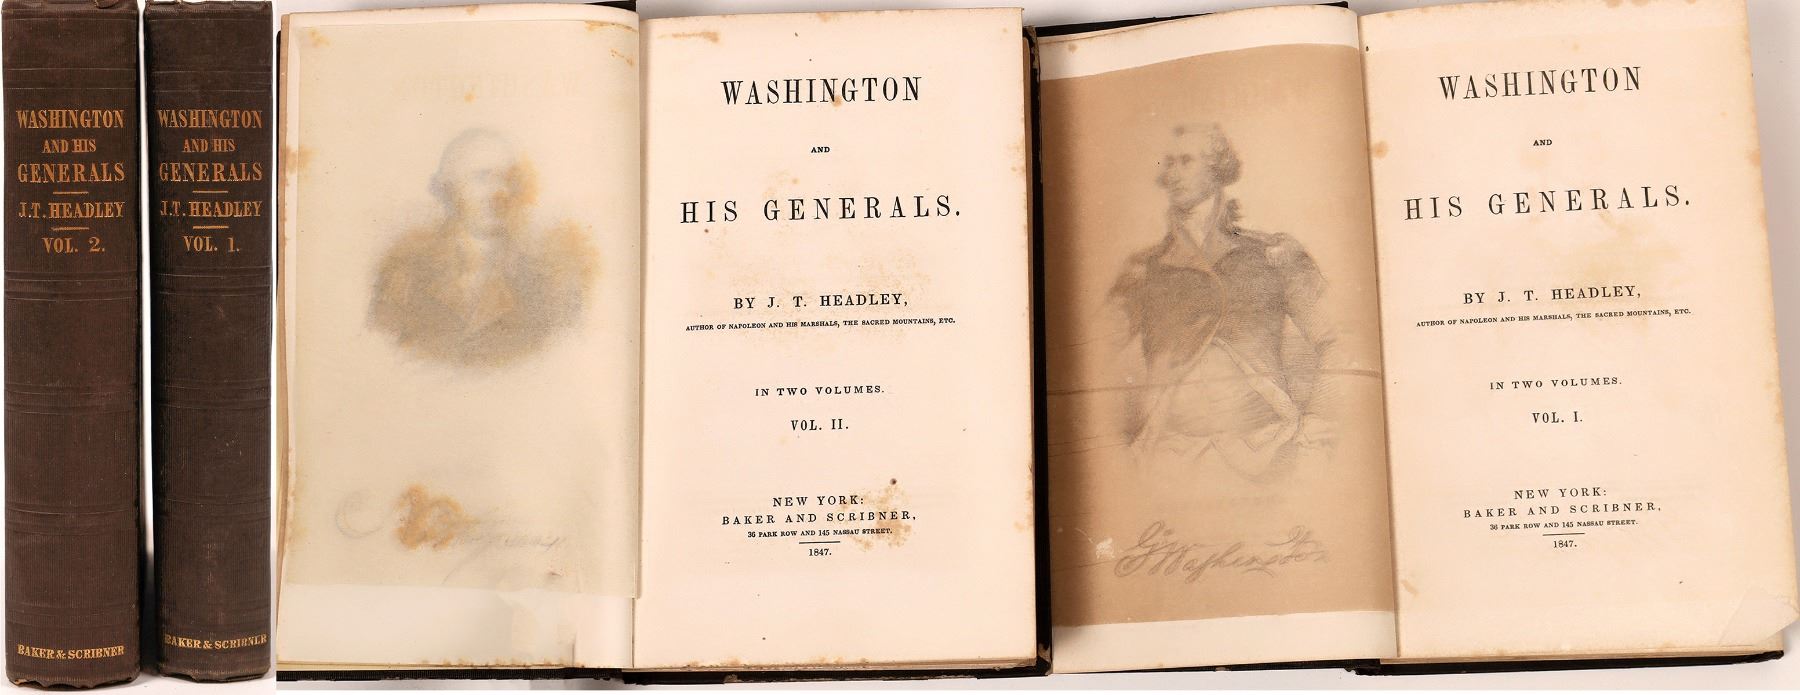 WASHINGTON
AND HIS
GENERALS
J.T. HEADLEY
VOL. 2.
BAKER & SCRIBNER
WASHINGTON
AND HIS
GENERALS
J.T. HEADLEY
VOL. 1.
BAKER & SCRIBNER
WASHINGTON
AND
HIS GENERALS.
BY J. T. HEADLEY,
AUTHOR OF NAPOLEON AND HIS MARSHALS, THE SACRED MOUNTAINS, ETC.
IN TWO VOLUMES.
VOL. II.
NEW YORK:
BAKER AND SCRIBNER,
36 PARK ROW AND 145 NASSAU STREET.
1847.
Go Washington
WASHINGTON
AND
HIS GENERALS.
BY J. T. HEADLEY,
AUTHOR OF NAPOLEON AND HIS MARSHALS, THE SACRED MOUNTAINS, ETC.
IN TWO VOLUMES.
VOL. I.
NEW YORK:
BAKER AND SCRIBNER,
36 PARK ROW AND 145 NASSAU STREET.
1847.